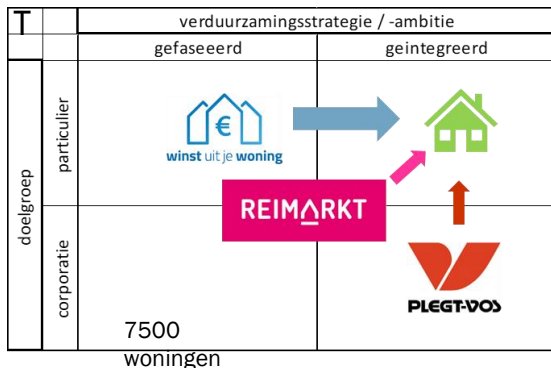 T
verduurzamingsstrategie / -ambitie
gefaseeerd
geintegreerd
doelgroep
particulier
€
winst uit je woning
REIMARKT
corporatie
PLEGT-VOS
7500
woningen